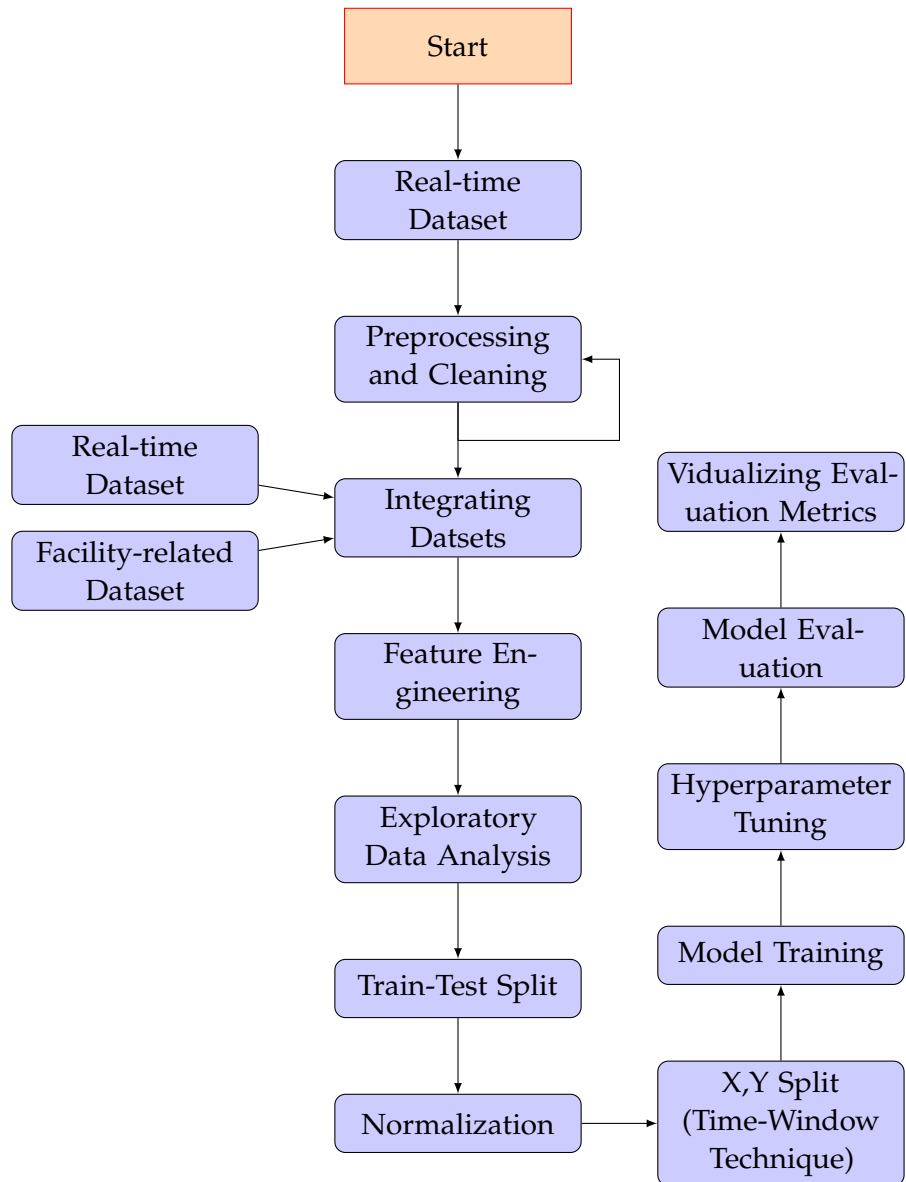 Start
Real-time
Dataset
Preprocessing
and Cleaning
Real-time
Dataset
Facility-related
Dataset
Integrating
Datsets
Feature En-
gineering
Exploratory
Data Analysis
Train-Test Split
Normalization
X,Y Split
(Time-Window
Technique)
Model Training
Hyperparameter
Tuning
Model Eval-
uation
Vidualizing Eval-
uation Metrics